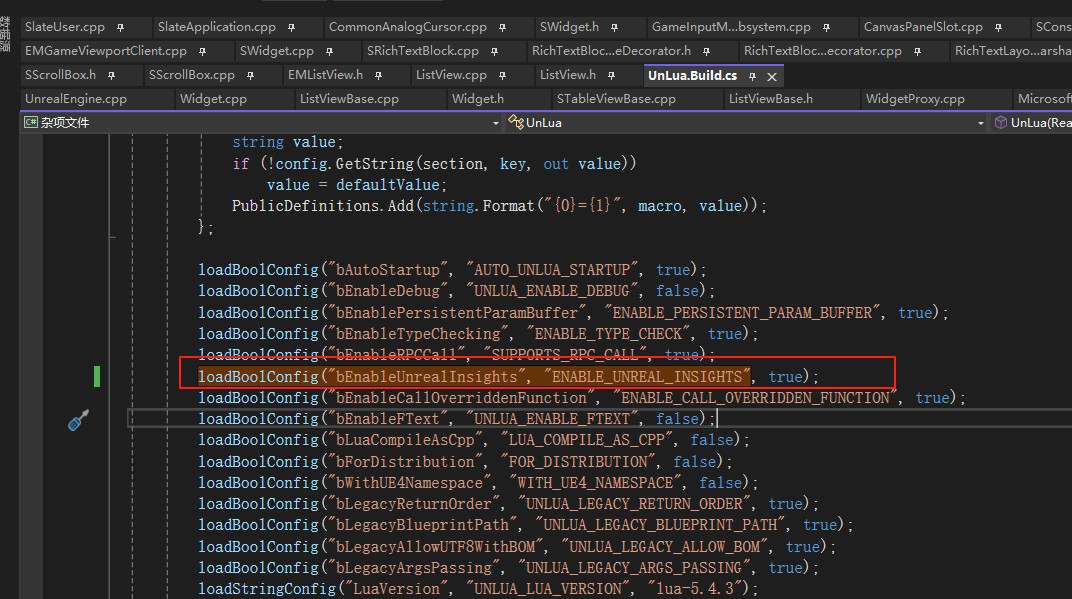 SlateUser.cpp SlateApplication.cpp CommonAnalogCursor.cpp SWidget.h GameInputM...bsystem.cpp CanvasPanelSlot.cpp SCons
EMGameViewportClient.cpp SWidget.cpp SRichTextBlock.cpp RichTextBloc...eDecorator.h RichTextBloc...ecorator.cpp RichTextLayo...arsha
SScrollBox.h SScrollBox.cpp EMListView.h ListView.cpp ListView.h UnLua.Build.cs
UnrealEngine.cpp Widget.cpp ListViewBase.cpp Widget.h STableViewBase.cpp ListViewBase.h WidgetProxy.cpp Microsof
C# 杂项文件 UnLua UnLua(Rea
string value;
if (!config.GetString(section, key, out value))
value = defaultValue;
PublicDefinitions.Add(string.Format("{0}={1}", macro, value));
};
loadBoolConfig("bAutoStartup", "AUTO_UNLUA_STARTUP", true);
loadBoolConfig("bEnableDebug", "UNLUA_ENABLE_DEBUG", false);
loadBoolConfig("bEnablePersistentParamBuffer", "ENABLE_PERSISTENT_PARAM_BUFFER", true);
loadBoolConfig("bEnableTypeChecking", "ENABLE_TYPE_CHECK", true);
loadBoolConfig("bEnableRPCCall", "SUPPORTS_RPC_CALL", true);
loadBoolConfig("bEnableUnrealInsights", "ENABLE_UNREAL_INSIGHTS", true);
loadBoolConfig("bEnableCallOverriddenFunction", "ENABLE_CALL_OVERRIDDEN_FUNCTION", true);
loadBoolConfig("bEnableFText", "UNLUA_ENABLE_FTEXT", false);
loadBoolConfig("bLuaCompileAsCpp", "LUA_COMPILE_AS_CPP", false);
loadBoolConfig("bForDistribution", "FOR_DISTRIBUTION", false);
loadBoolConfig("bWithUE4Namespace", "WITH_UE4_NAMESPACE", false);
loadBoolConfig("bLegacyReturnOrder", "UNLUA_LEGACY_RETURN_ORDER", true);
loadBoolConfig("bLegacyBlueprintPath", "UNLUA_LEGACY_BLUEPRINT_PATH", true);
loadBoolConfig("bLegacyAllowUTF8WithBOM", "UNLUA_LEGACY_ALLOW_BOM", true);
loadBoolConfig("bLegacyArgsPassing", "UNLUA_LEGACY_ARGS_PASSING", true);
loadStringConfig("LuaVersion", "UNLUA_LUA_VERSION", "lua-5.4.3");